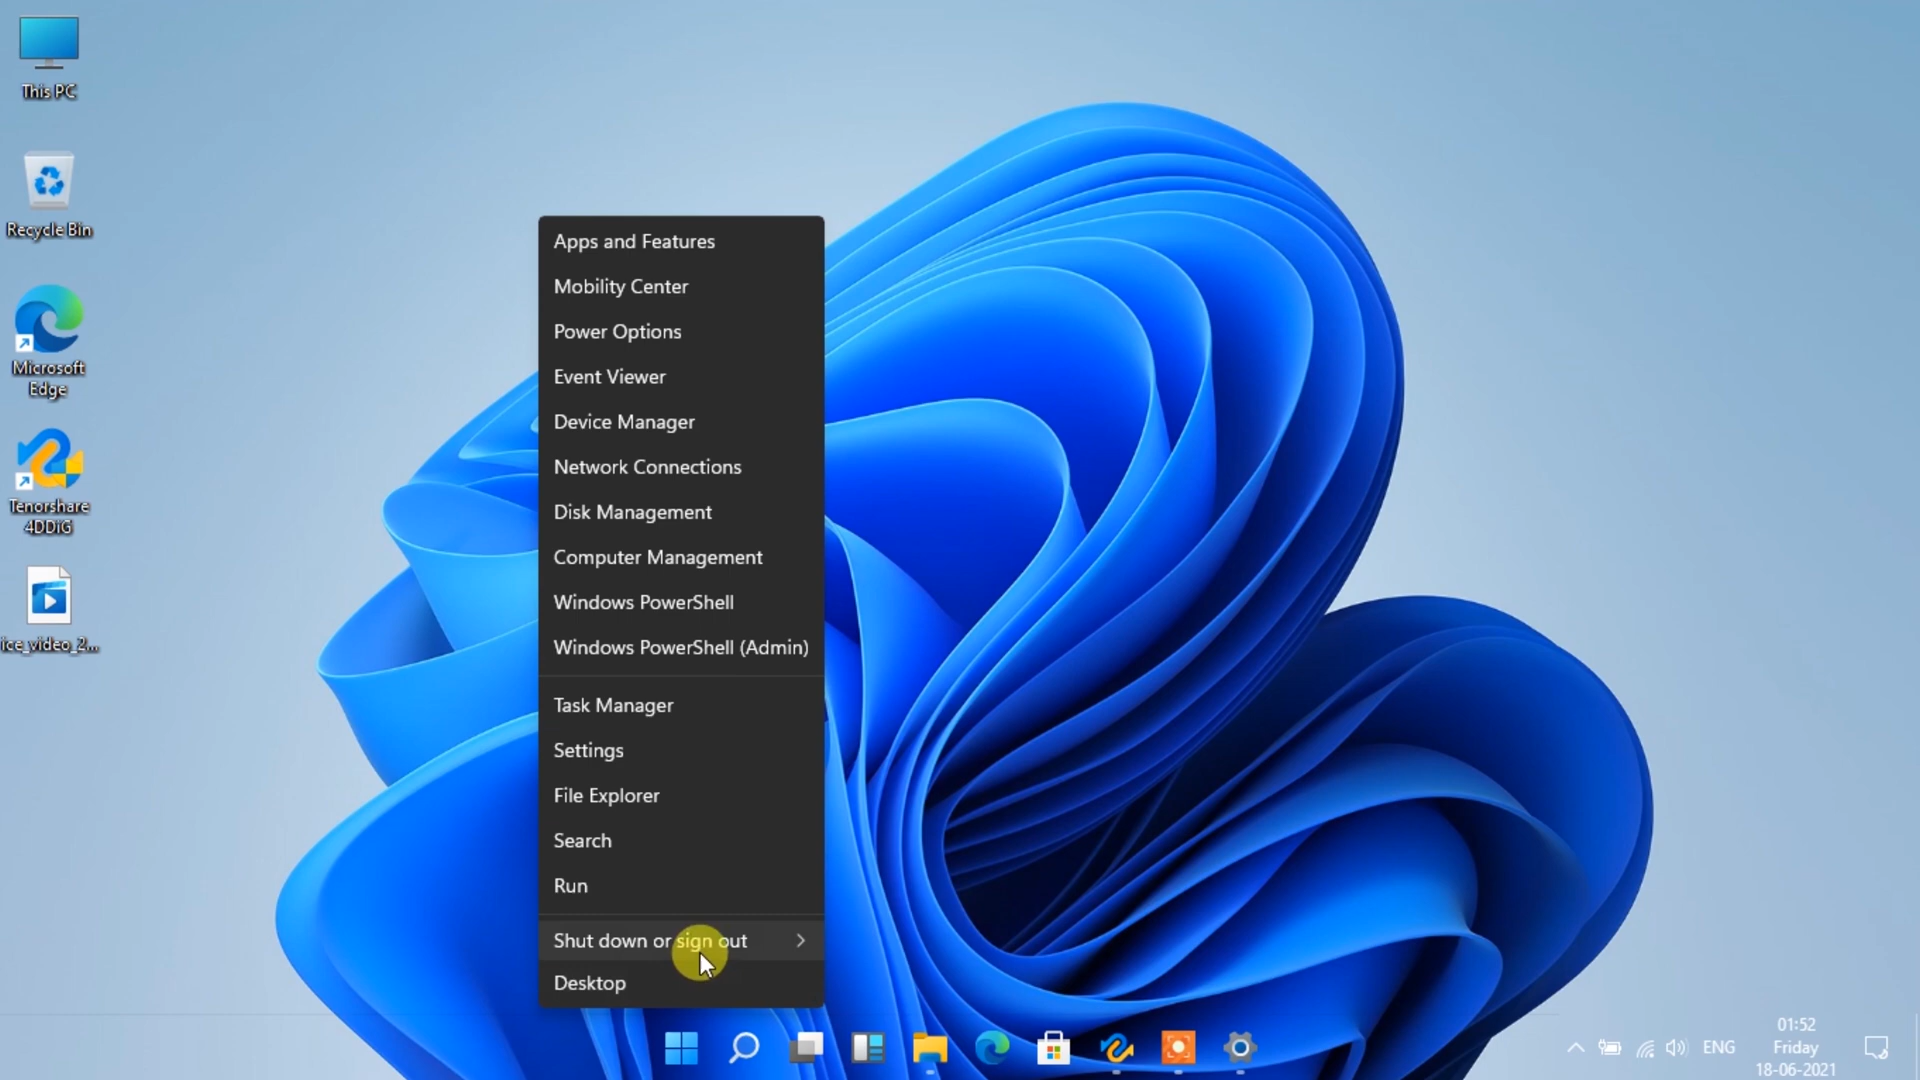 This PC
Recycle Bin
Microsoft
Edge
Tenorshare
4DDiG
ice_video_2...
Apps and Features
Mobility Center
Power Options
Event Viewer
Device Manager
Network Connections
Disk Management
Computer Management
Windows PowerShell
Windows PowerShell (Admin)
Task Manager
Settings
File Explorer
Search
Run
Shut down or sign out
Desktop
ENG
01:52
Friday
18-06-2021